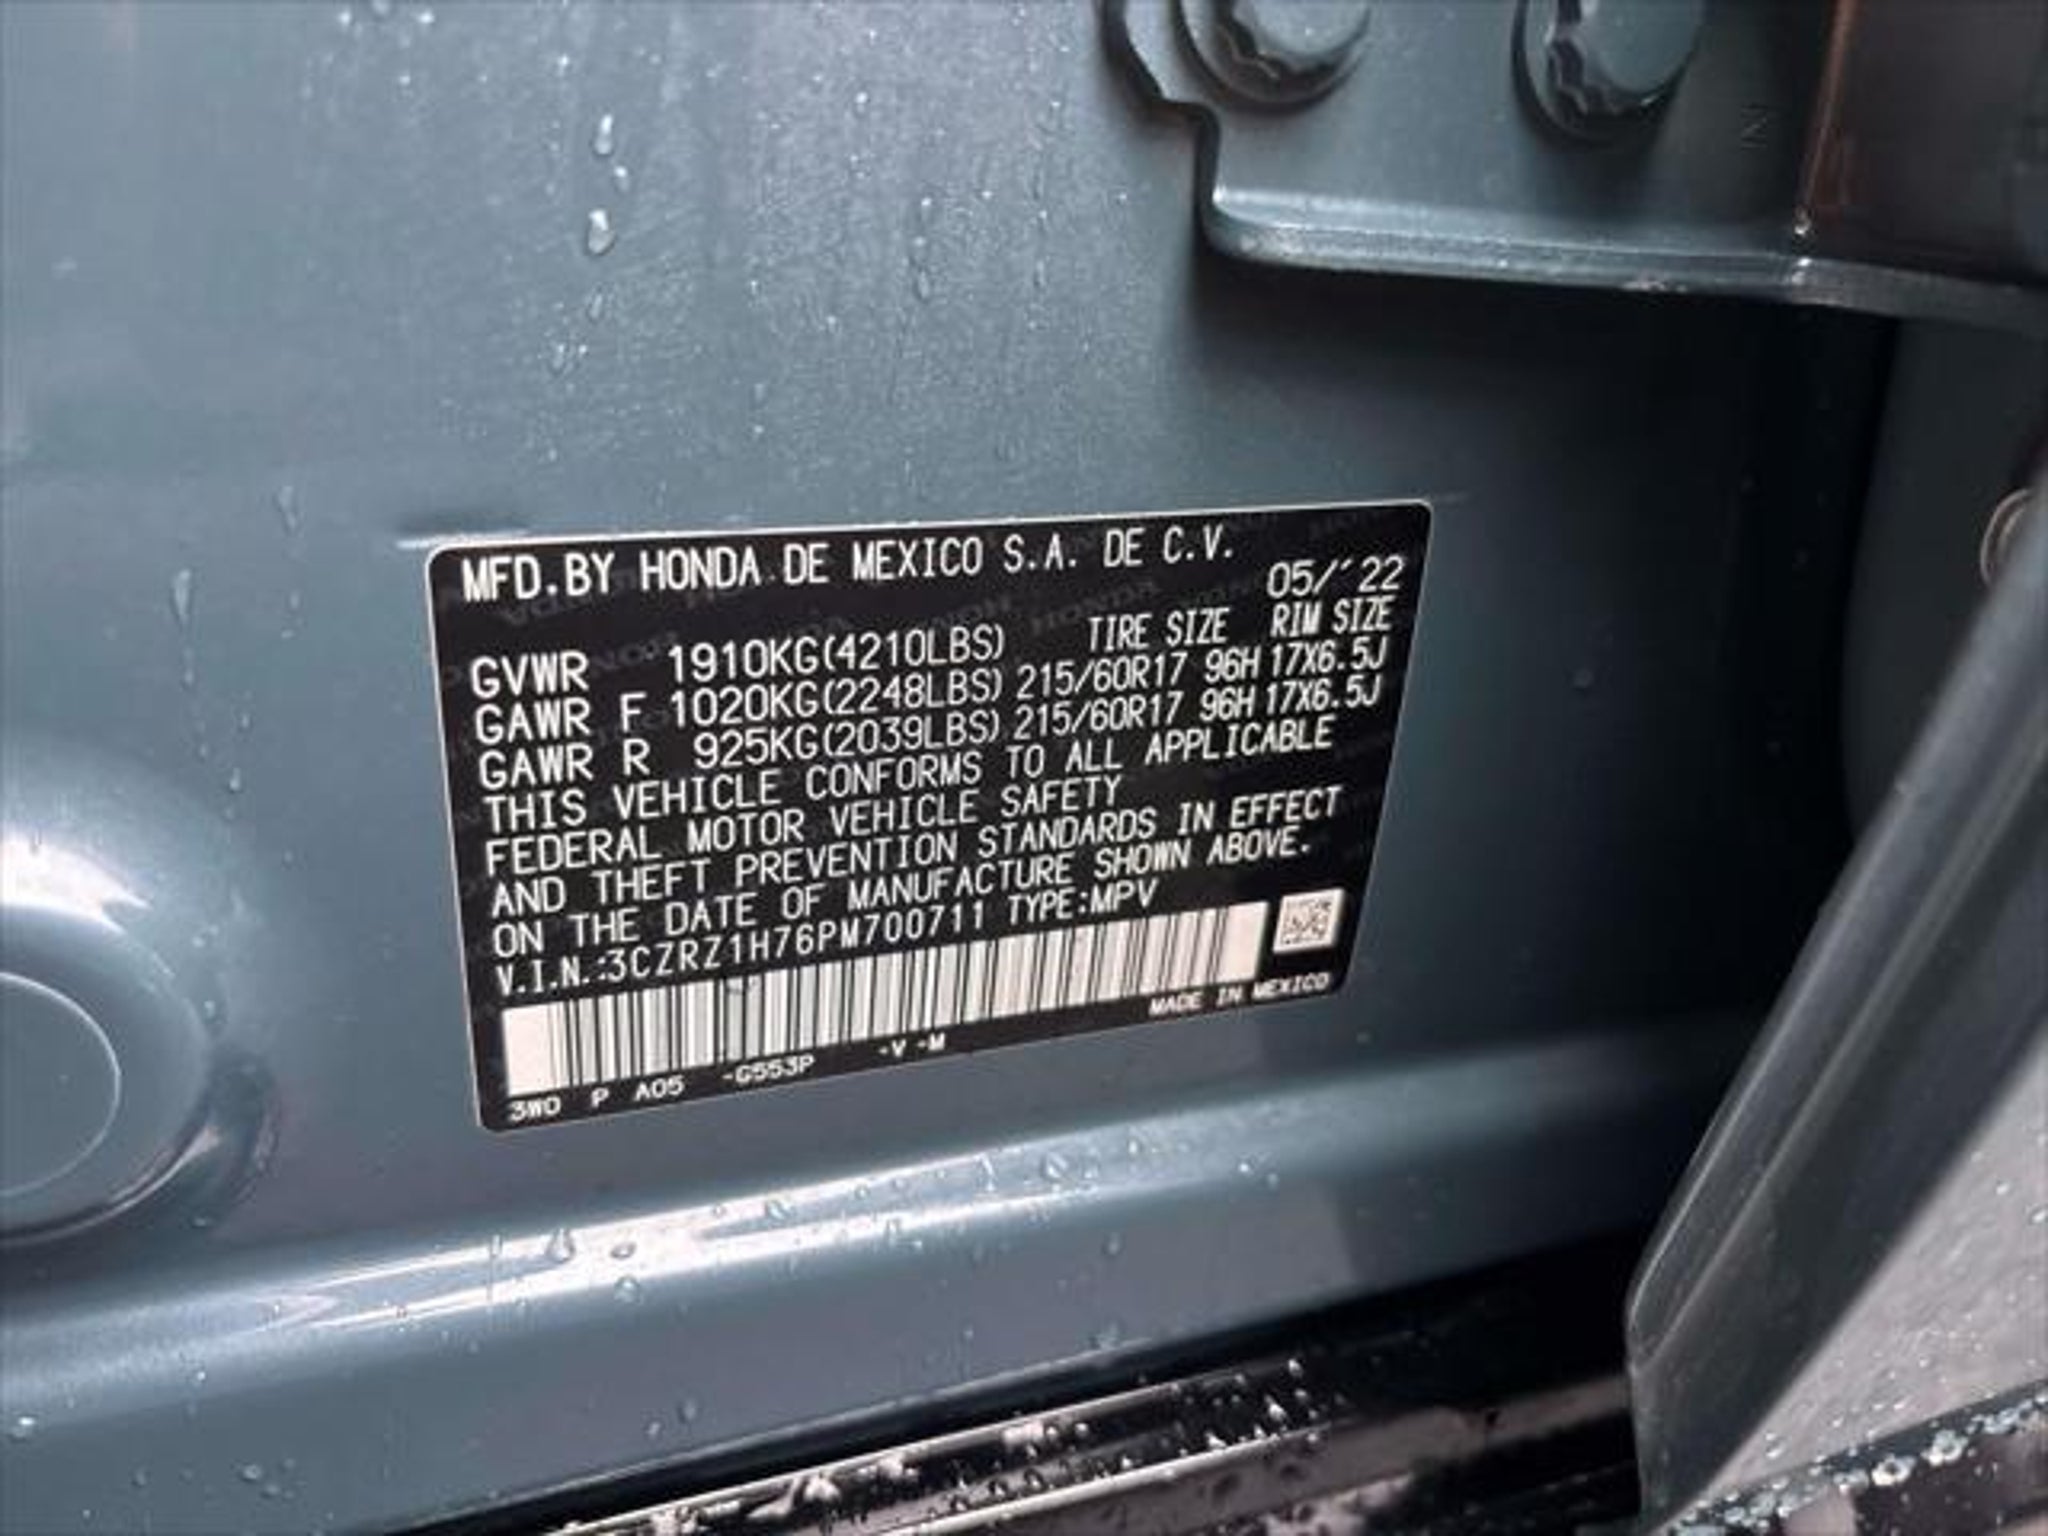 MFD.BY HONDA DE MEXICO S.A. DE C.V.
05/'22
TIRE SIZE RIM SIZE
GVWR 1910KG(4210LBS)
GAWR F 1020KG(2248LBS) 215/60R17 96H 17X6.5J
GAWR R 925KG(2039LBS) 215/60R17 96H 17X6.5J
THIS VEHICLE CONFORMS TO ALL APPLICABLE
FEDERAL MOTOR VEHICLE SAFETY
AND THEFT PREVENTION STANDARDS IN EFFECT
ON THE DATE OF MANUFACTURE SHOWN ABOVE.
V.I.N.:3CZRZ1H76PM700711 TYPE:MPV
MADE IN MEXICO
3W0 P A05 -G553P -V -M